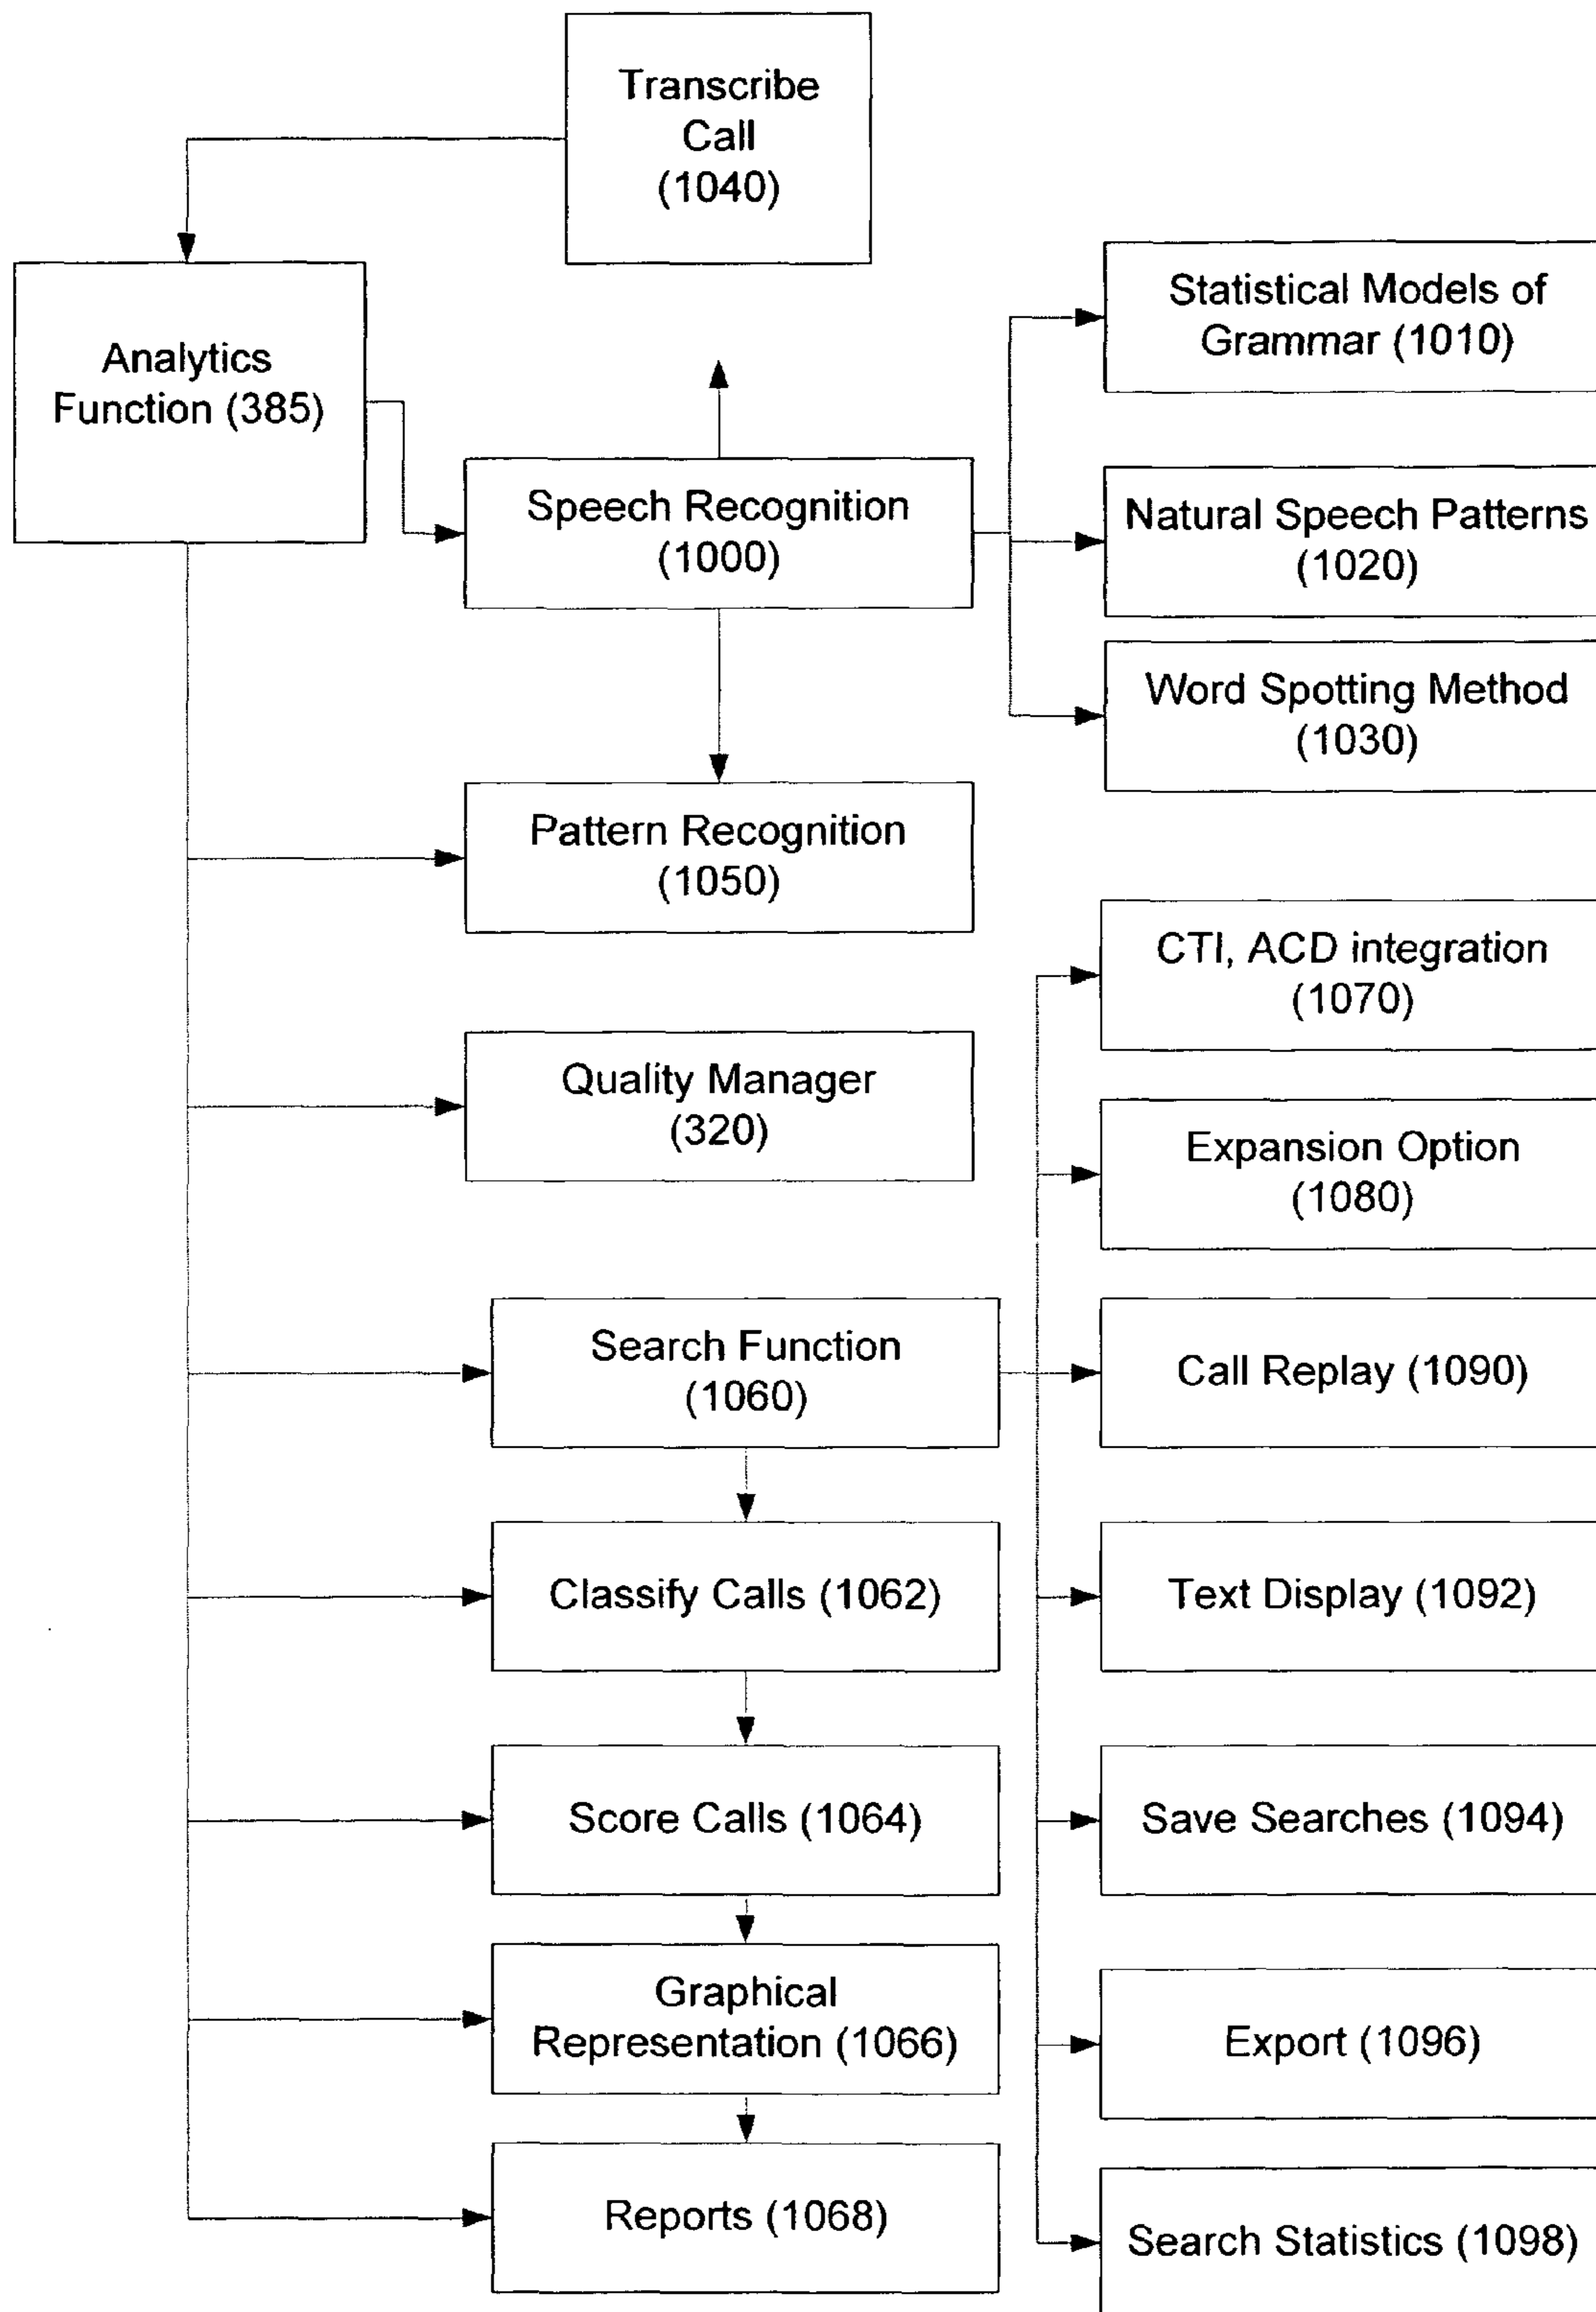 Transcribe
Call
(1040)
Analytics
Function (385)
Statistical Models of
Grammar (1010)
Speech Recognition
(1000)
Natural Speech Patterns
(1020)
Word Spotting Method
(1030)
Pattern Recognition
(1050)
CTI, ACD integration
(1070)
Quality Manager
(320)
Expansion Option
(1080)
Search Function
(1060)
Call Replay (1090)
Classify Calls (1062)
Text Display (1092)
Score Calls (1064)
Save Searches (1094)
Graphical
Representation (1066)
Export (1096)
Reports (1068)
Search Statistics (1098)